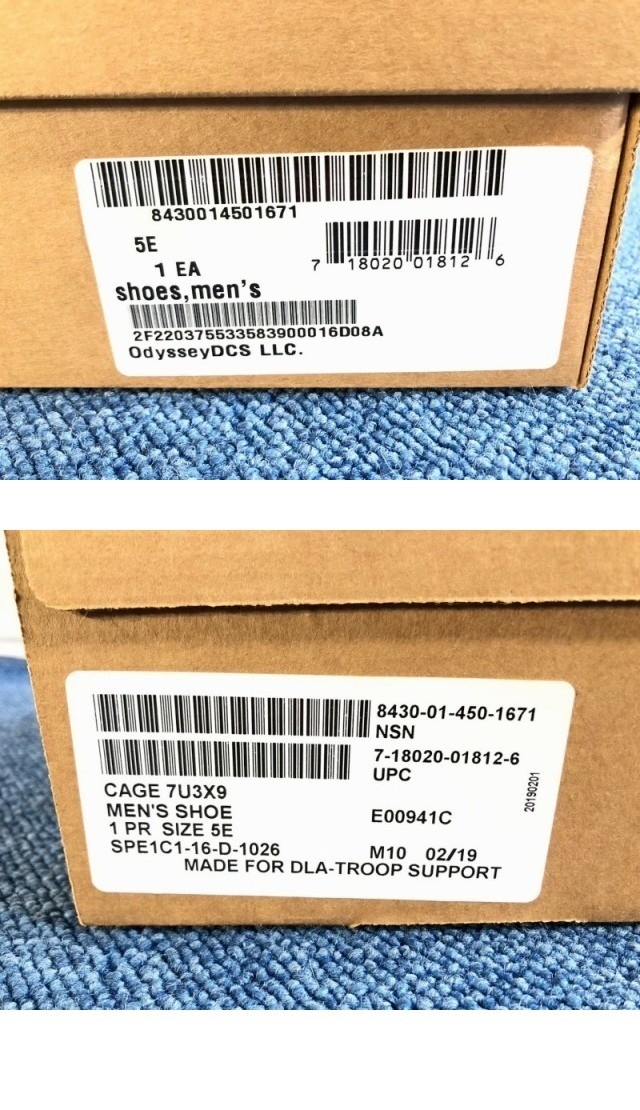 8430014501671
5E
1 EA
7 18020 01812 6
shoes,men's
2F220375533583900016D08A
OdysseyDCS LLC.
8430-01-450-1671
NSN
7-18020-01812-6
UPC
CAGE 7U3X9
MEN'S SHOE
E00941C
1 PR SIZE 5E
SPE1C1-16-D-1026
M10 02/19
MADE FOR DLA-TROOP SUPPORT
20190201